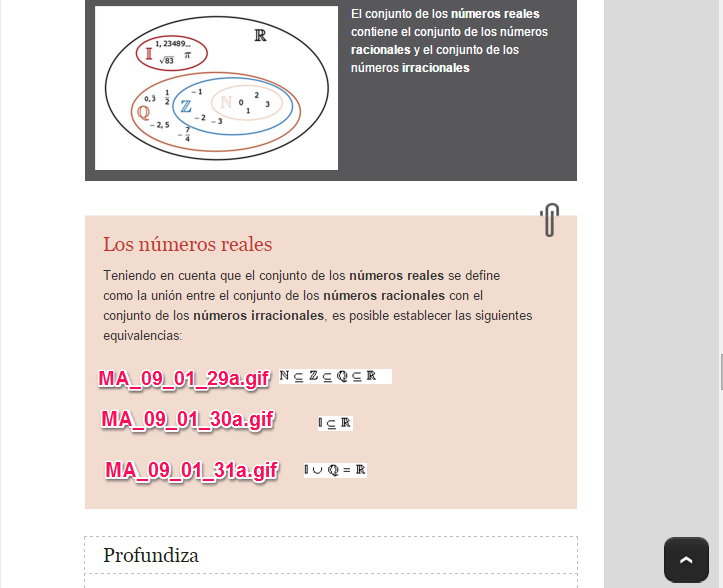 ℝ
𝕀
1, 23489...
√83 π
0,3̄ 1/2
ℚ
- 2, 5
- 7/4
ℤ
- 1
- 2 - 3
ℕ 0 2 3
1
El conjunto de los números reales
contiene el conjunto de los números
racionales y el conjunto de los
números irracionales
Los números reales
Teniendo en cuenta que el conjunto de los números reales se define
como la unión entre el conjunto de los números racionales con el
conjunto de los números irracionales, es posible establecer las siguientes
equivalencias:
MA_09_01_29a.gif ℕ ⊆ ℤ ⊆ ℚ ⊆ ℝ
MA_09_01_30a.gif 𝕀 ⊆ ℝ
MA_09_01_31a.gif 𝕀 ∪ ℚ = ℝ
Profundiza